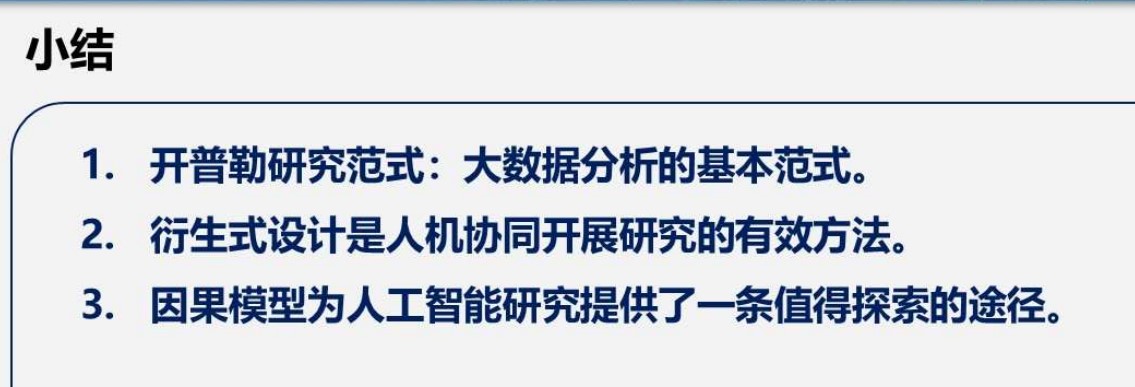 小结
1. 开普勒研究范式：大数据分析的基本范式。
2. 衍生式设计是人机协同开展研究的有效方法。
3. 因果模型为人工智能研究提供了一条值得探索的途径。